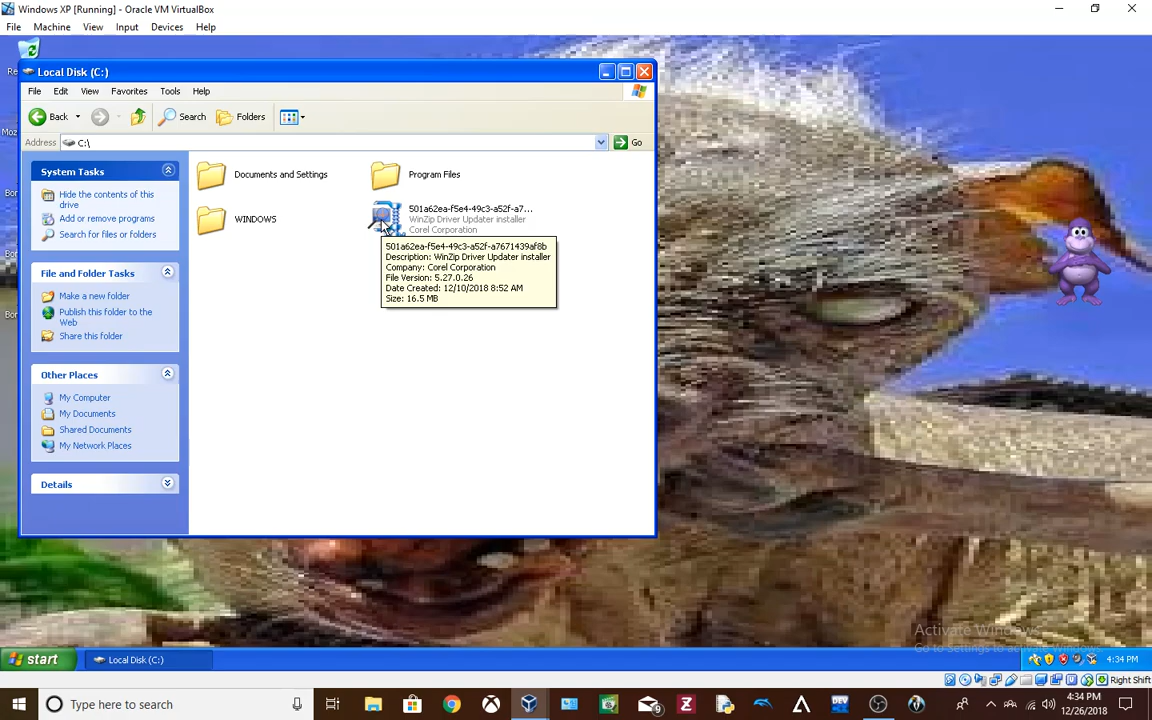 Windows XP [Running] - Oracle VM VirtualBox
File Machine View Input Devices Help
Re
Local Disk (C:)
File Edit View Favorites Tools Help
Back Search Folders
Moz
Address C:\ Go
System Tasks
Hide the contents of this
drive
Add or remove programs
Search for files or folders
Documents and Settings
Program Files
WINDOWS
501a62ea-f5e4-49c3-a52f-a7...
WinZip Driver Updater installer
Corel Corporation
501a62ea-f5e4-49c3-a52f-a7671439af8b
Description: WinZip Driver Updater installer
Company: Corel Corporation
File Version: 5.27.0.26
Date Created: 12/10/2018 8:52 AM
Size: 16.5 MB
Bor
Bor
Bor
File and Folder Tasks
Make a new folder
Publish this folder to the
Web
Share this folder
Other Places
My Computer
My Documents
Shared Documents
My Network Places
Details
Activate Windows
Go to Settings to activate Windows.
start Local Disk (C:) 4:34 PM
Right Shift
Type here to search
9
Z
DEV
4:34 PM
12/26/2018